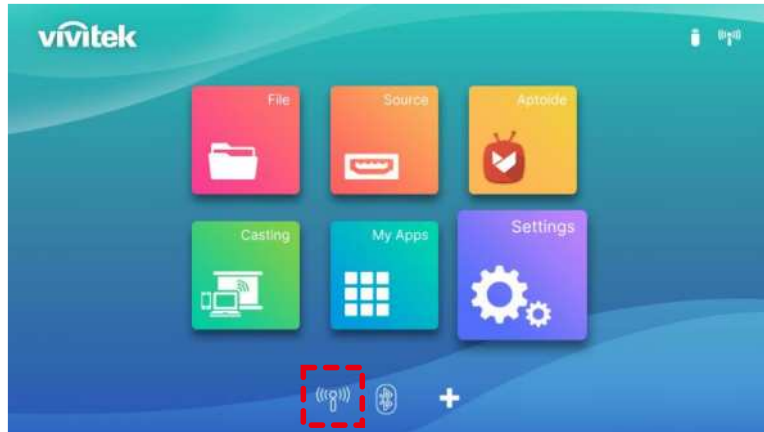 vivitek
File
Source
Aptoide
Casting
My Apps
Settings